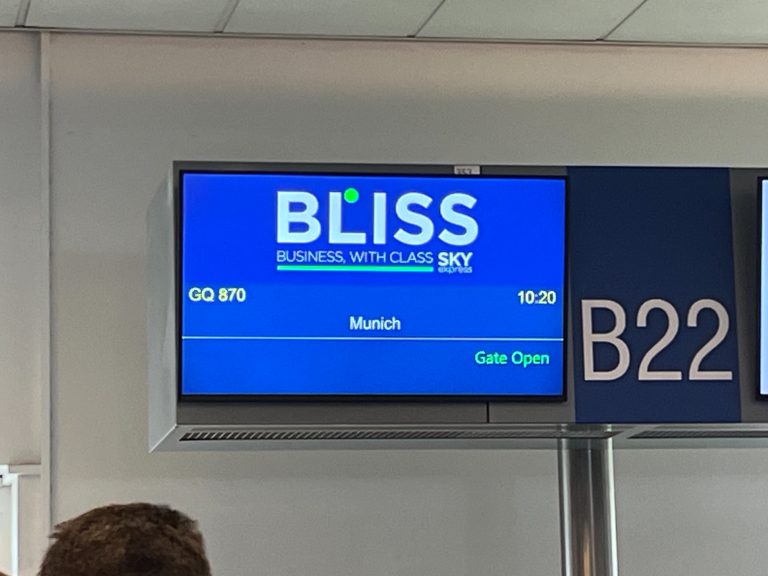 BLISS
BUSINESS, WITH CLASS SKY express
GQ 870 10:20
Munich
Gate Open
B22